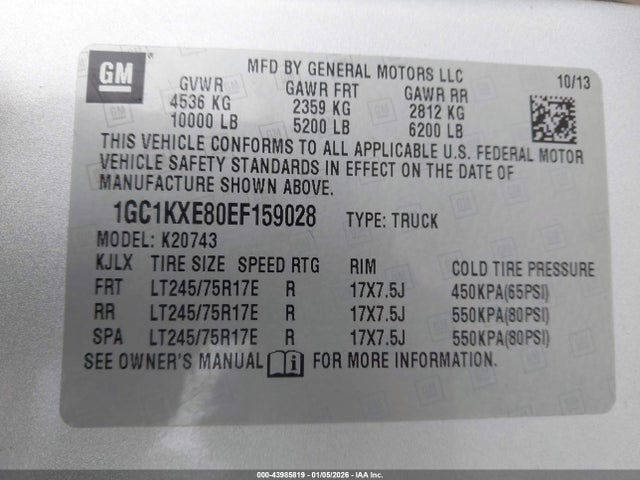 GM
MFD BY GENERAL MOTORS LLC
10/13
GVWR GAWR FRT GAWR RR
4536 KG 2359 KG 2812 KG
10000 LB 5200 LB 6200 LB
THIS VEHICLE CONFORMS TO ALL APPLICABLE U.S. FEDERAL MOTOR
VEHICLE SAFETY STANDARDS IN EFFECT ON THE DATE OF
MANUFACTURE SHOWN ABOVE.
1GC1KXE80EF159028 TYPE: TRUCK
MODEL: K20743
KJLX TIRE SIZE SPEED RTG RIM COLD TIRE PRESSURE
FRT LT245/75R17E R 17X7.5J 450KPA(65PSI)
RR LT245/75R17E R 17X7.5J 550KPA(80PSI)
SPA LT245/75R17E R 17X7.5J 550KPA(80PSI)
SEE OWNER'S MANUAL FOR MORE INFORMATION.
000-43985819 - 01/05/2026 - IAA Inc.